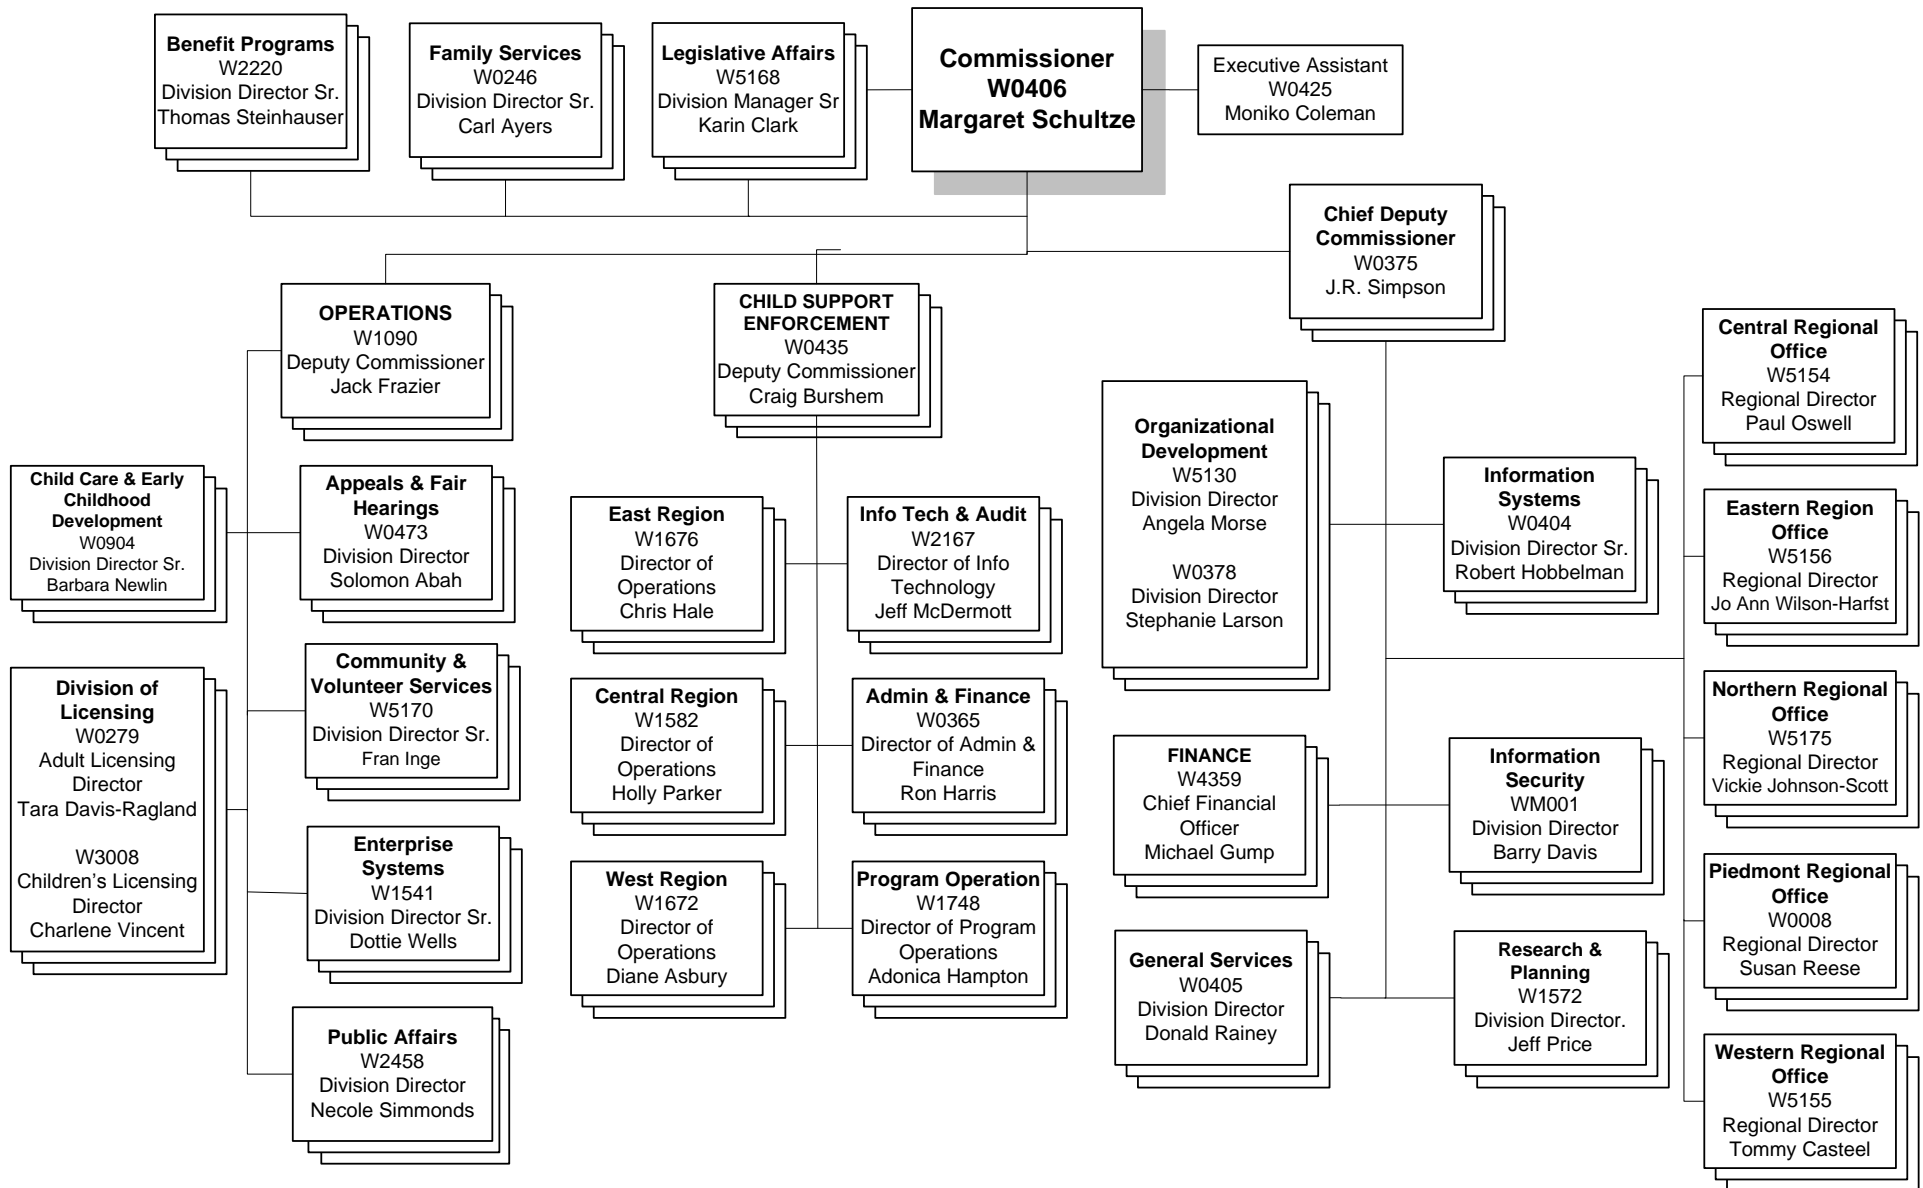 Benefit Programs
W2220
Division Director Sr.
Thomas Steinhauser
Family Services
W0246
Division Director Sr.
Carl Ayers
Legislative Affairs
W5168
Division Manager Sr
Karin Clark
Commissioner
W0406
Margaret Schultze
Executive Assistant
W0425
Moniko Coleman
Chief Deputy
Commissioner
W0375
J.R. Simpson
OPERATIONS
W1090
Deputy Commissioner
Jack Frazier
CHILD SUPPORT
ENFORCEMENT
W0435
Deputy Commissioner
Craig Burshem
Child Care & Early
Childhood
Development
W0904
Division Director Sr.
Barbara Newlin
Appeals & Fair
Hearings
W0473
Division Director
Solomon Abah
Division of
Licensing
W0279
Adult Licensing
Director
Tara Davis-Ragland
W3008
Children's Licensing
Director
Charlene Vincent
Community &
Volunteer Services
W5170
Division Director Sr.
Fran Inge
Enterprise
Systems
W1541
Division Director Sr.
Dottie Wells
Public Affairs
W2458
Division Director
Necole Simmonds
East Region
W1676
Director of
Operations
Chris Hale
Info Tech & Audit
W2167
Director of Info
Technology
Jeff McDermott
Central Region
W1582
Director of
Operations
Holly Parker
Admin & Finance
W0365
Director of Admin &
Finance
Ron Harris
West Region
W1672
Director of
Operations
Diane Asbury
Program Operation
W1748
Director of Program
Operations
Adonica Hampton
Organizational
Development
W5130
Division Director
Angela Morse
W0378
Division Director
Stephanie Larson
Information
Systems
W0404
Division Director Sr.
Robert Hobbelman
FINANCE
W4359
Chief Financial
Officer
Michael Gump
Information
Security
WM001
Division Director
Barry Davis
General Services
W0405
Division Director
Donald Rainey
Research &
Planning
W1572
Division Director.
Jeff Price
Central Regional
Office
W5154
Regional Director
Paul Oswell
Eastern Region
Office
W5156
Regional Director
Jo Ann Wilson-Harfst
Northern Regional
Office
W5175
Regional Director
Vickie Johnson-Scott
Piedmont Regional
Office
W0008
Regional Director
Susan Reese
Western Regional
Office
W5155
Regional Director
Tommy Casteel